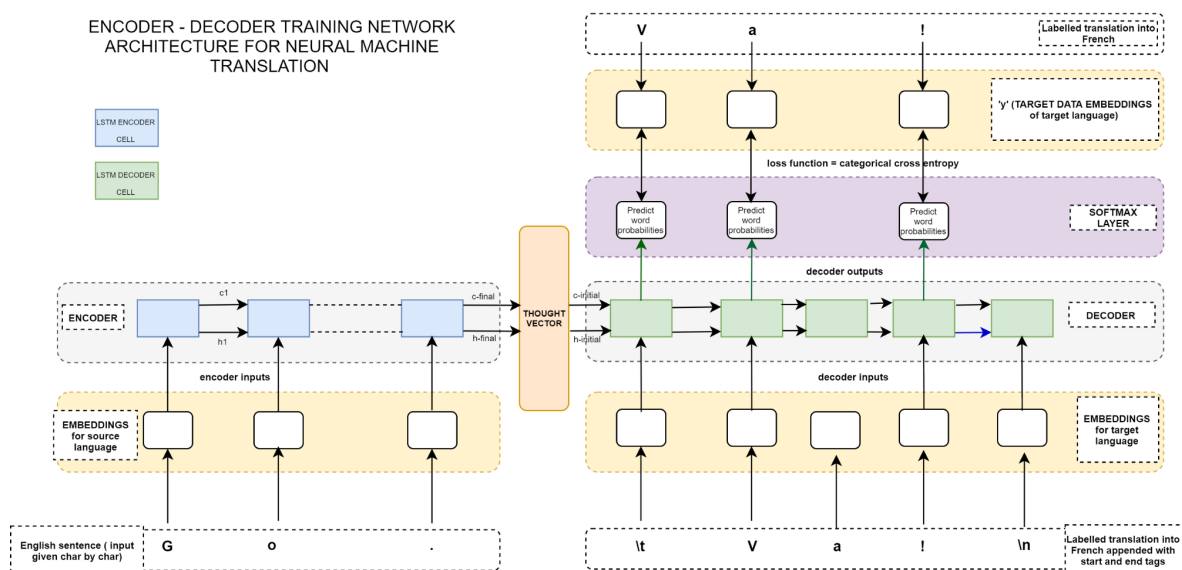 ENCODER - DECODER TRAINING NETWORK
ARCHITECTURE FOR NEURAL MACHINE
TRANSLATION
LSTM ENCODER
CELL
LSTM DECODER
CELL
V a !
Labelled translation into
French
'y' (TARGET DATA EMBEDDINGS
of target language)
loss function = categorical cross entropy
Predict
word
probabilities
Predict
word
probabilities
Predict
word
probabilities
SOFTMAX
LAYER
decoder outputs
ENCODER
c1
h1
c-final
h-final
THOUGHT
VECTOR
c-initial
h-initial
DECODER
encoder inputs
decoder inputs
EMBEDDINGS
for source
language
EMBEDDINGS
for target
language
English sentence ( input
given char by char)
G o .
\t V a ! \n
Labelled translation into
French appended with
start and end tags